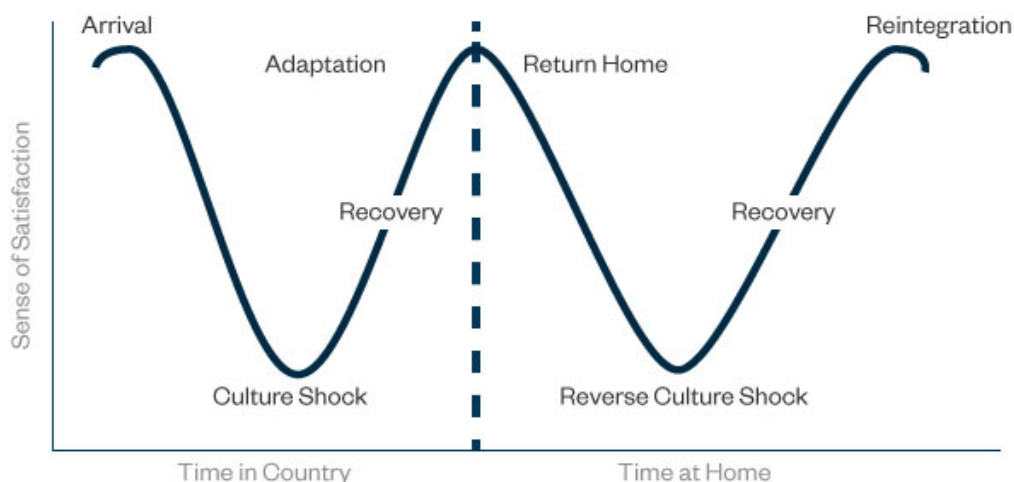 Arrival
Reintegration
Adaptation
Return Home
Recovery
Recovery
Culture Shock
Reverse Culture Shock
Sense of Satisfaction
Time in Country
Time at Home